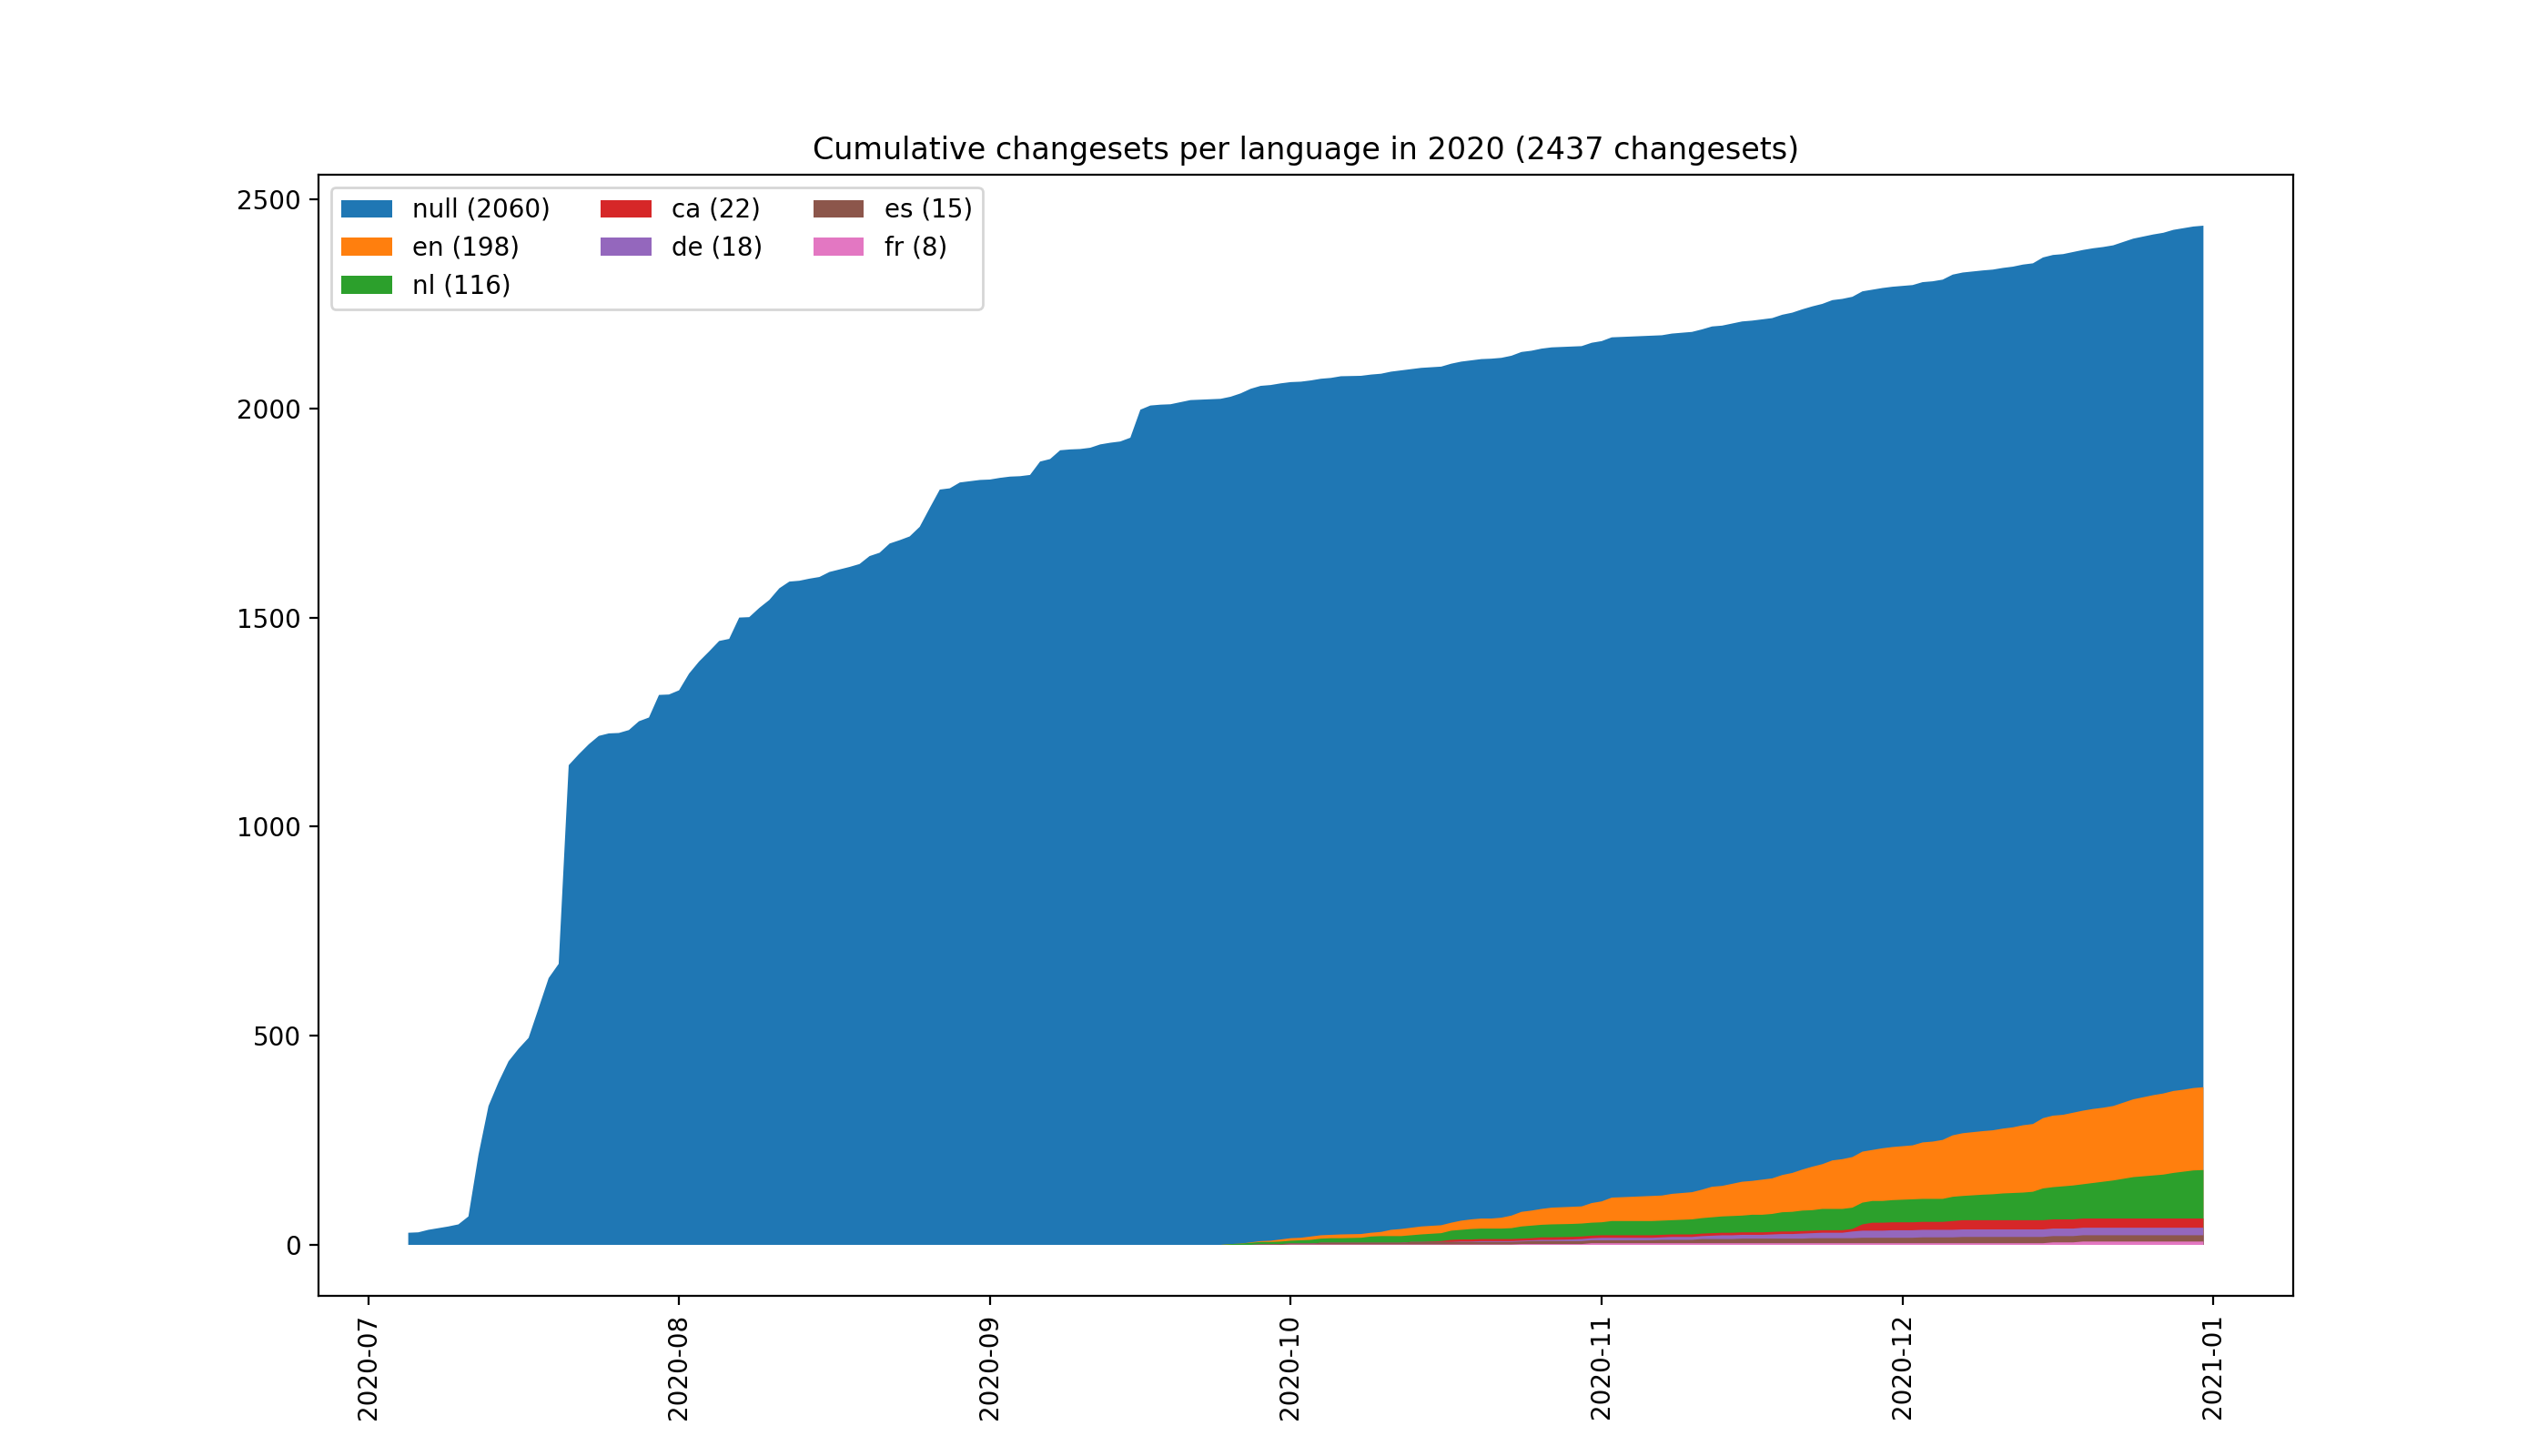 Cumulative changesets per language in 2020 (2437 changesets)
null (2060)
en (198)
nl (116)
ca (22)
de (18)
es (15)
fr (8)
2500
2000
1500
1000
500
0
2020-07
2020-08
2020-09
2020-10
2020-11
2020-12
2021-01